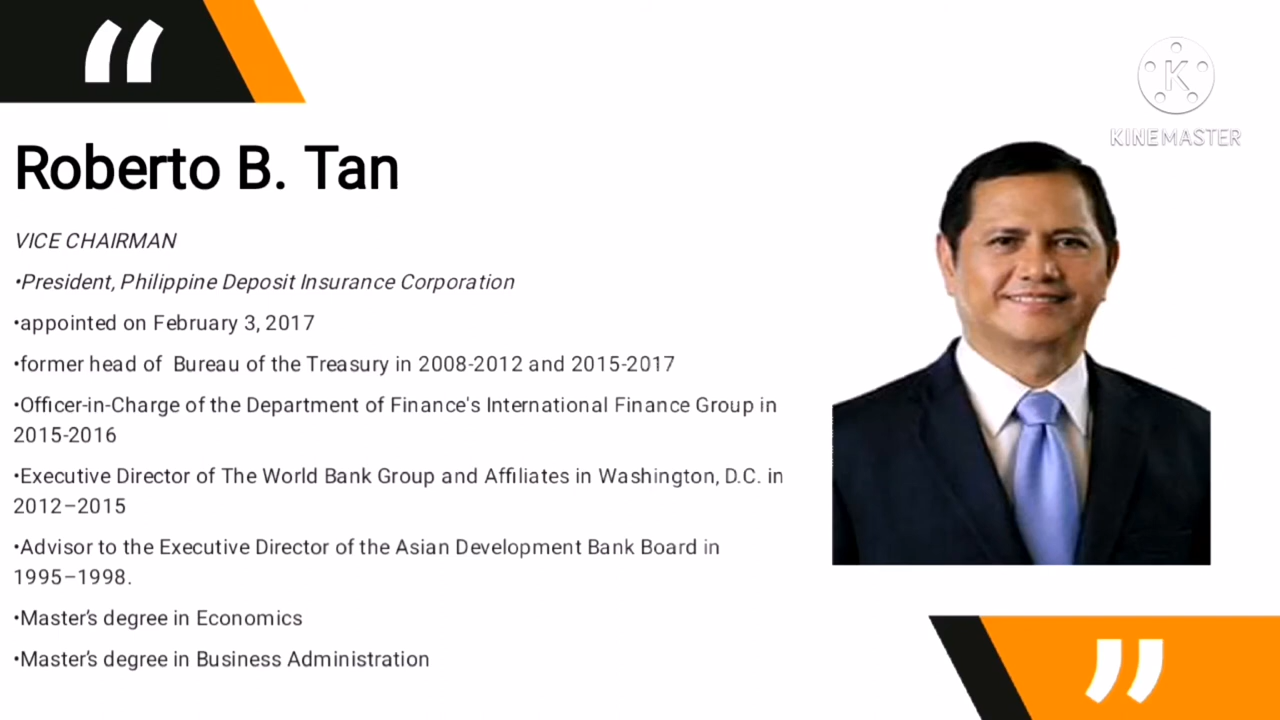 KINEMASTER
Roberto B. Tan
VICE CHAIRMAN
•President, Philippine Deposit Insurance Corporation
•appointed on February 3, 2017
•former head of  Bureau of the Treasury in 2008-2012 and 2015-2017
•Officer-in-Charge of the Department of Finance's International Finance Group in
2015-2016
•Executive Director of The World Bank Group and Affiliates in Washington, D.C. in
2012–2015
•Advisor to the Executive Director of the Asian Development Bank Board in
1995–1998.
•Master’s degree in Economics
•Master’s degree in Business Administration